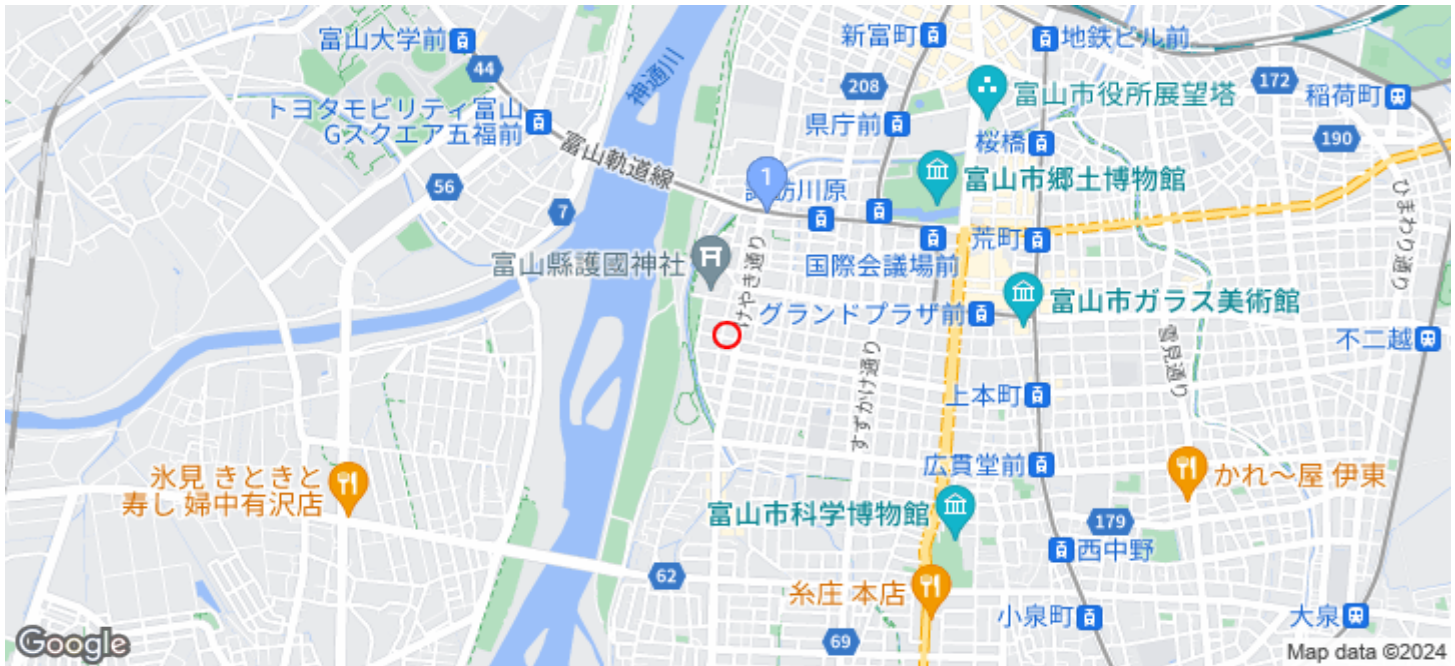 富山大学前
44
新富町
地鉄ビル前
神通川
208
172
富山市役所展望塔
稲荷町
トヨタモビリティ富山
Gスクエア五福前
県庁前
桜橋
190
富山軌道線
56
1
富山市郷土博物館
諏訪川原
7
ひまわり通り
荒町
富山縣護國神社
けやき通り
国際会議場前
富山市ガラス美術館
グランドプラザ前
不二越
雪見通り
すずかけ通り
上本町
広貫堂前
氷見 きときと
寿し 婦中有沢店
かれ~屋 伊東
富山市科学博物館
179
西中野
62
糸庄 本店
小泉町
大泉
69
Google
Map data ©2024